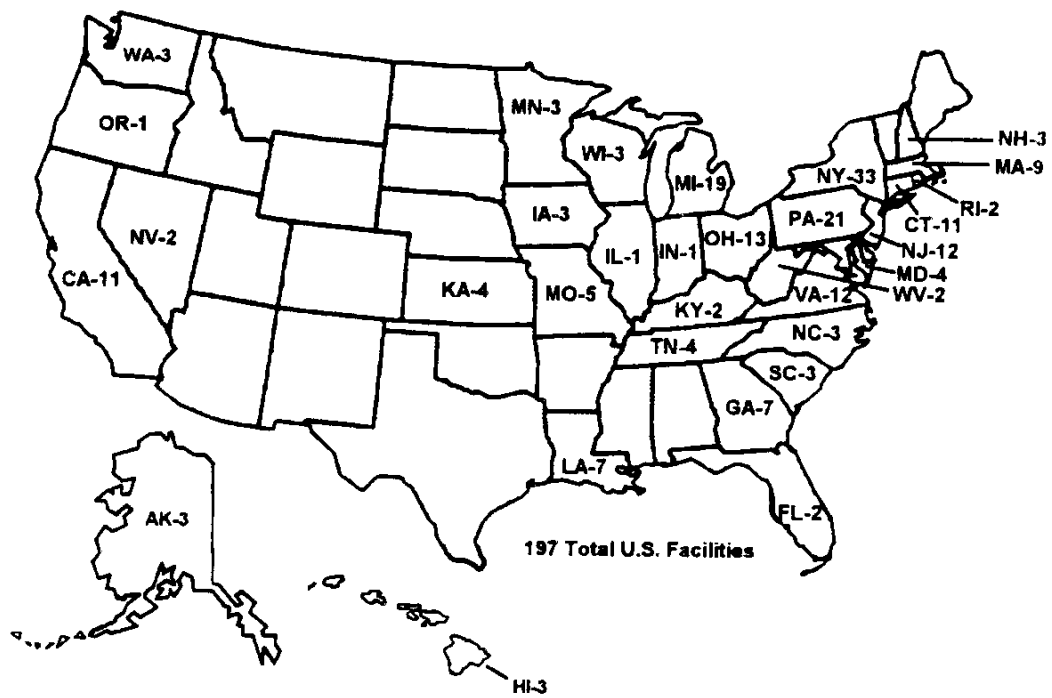 WA-3
OR-1
MN-3
NH-3
WI-3
MA-9
NY-33
MI-19
RI-2
IA-3
PA-21
CT-11
NV-2
OH-13
IL-1
IN-1
NJ-12
CA-11
MD-4
KA-4
MO-5
VA-12
WV-2
KY-2
NC-3
TN-4
SC-3
GA-7
LA-7
AK-3
FL-2
197 Total U.S. Facilities
HI-3